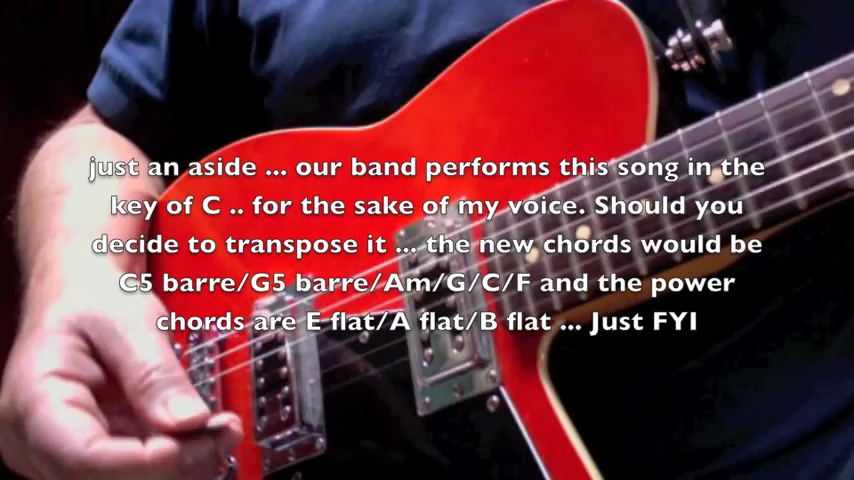 just an aside ... our band performs this song in the
key of C .. for the sake of my voice. Should you
decide to transpose it ... the new chords would be
C5 barre/G5 barre/Am/G/C/F and the power
chords are E flat/A flat/B flat ... Just FYI